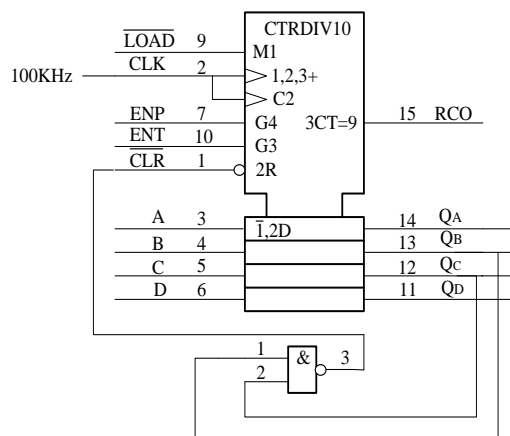 CTRDIV10
L̅O̅A̅D̅ 9 M1
100KHz CLK 2 1,2,3+
C2
ENP 7 G4 3CT=9 15 RCO
ENT 10 G3
C̅L̅R̅ 1 2R
A 3 1̅,2D 14 QA
B 4 13 QB
C 5 12 QC
D 6 11 QD
1 & 3
2